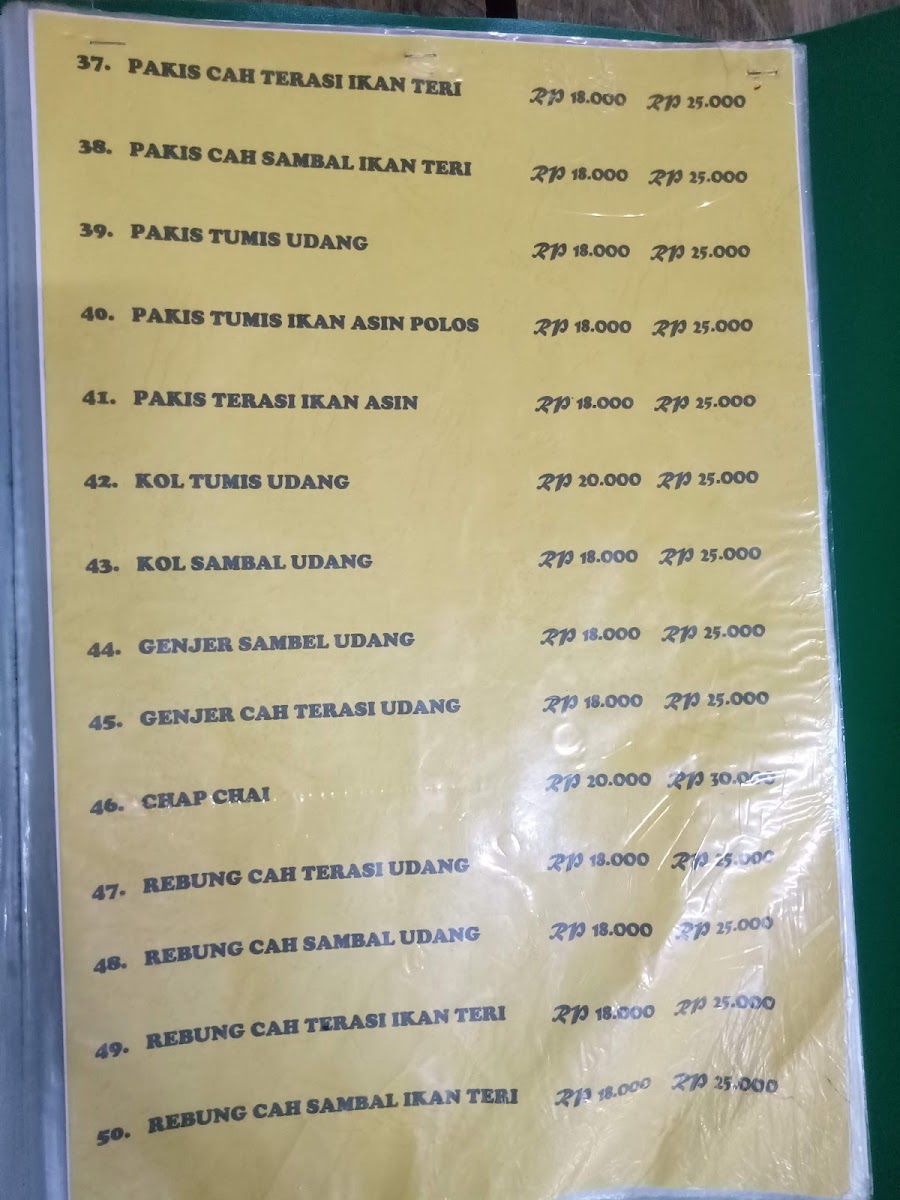 37. PAKIS CAH TERASI IKAN TERI RP 18.000 RP 25.000
38. PAKIS CAH SAMBAL IKAN TERI RP 18.000 RP 25.000
39. PAKIS TUMIS UDANG RP 18.000 RP 25.000
40. PAKIS TUMIS IKAN ASIN POLOS RP 18.000 RP 25.000
41. PAKIS TERASI IKAN ASIN RP 18.000 RP 25.000
42. KOL TUMIS UDANG RP 20.000 RP 25.000
43. KOL SAMBAL UDANG RP 18.000 RP 25.000
44. GENJER SAMBEL UDANG RP 18.000 RP 25.000
45. GENJER CAH TERASI UDANG RP 18.000 RP 25.000
46. CHAP CHAI RP 20.000 RP 30.000
47. REBUNG CAH TERASI UDANG RP 18.000 RP 25.000
48. REBUNG CAH SAMBAL UDANG RP 18.000 RP 25.000
49. REBUNG CAH TERASI IKAN TERI RP 18.000 RP 25.000
50. REBUNG CAH SAMBAL IKAN TERI RP 18.000 RP 25.000